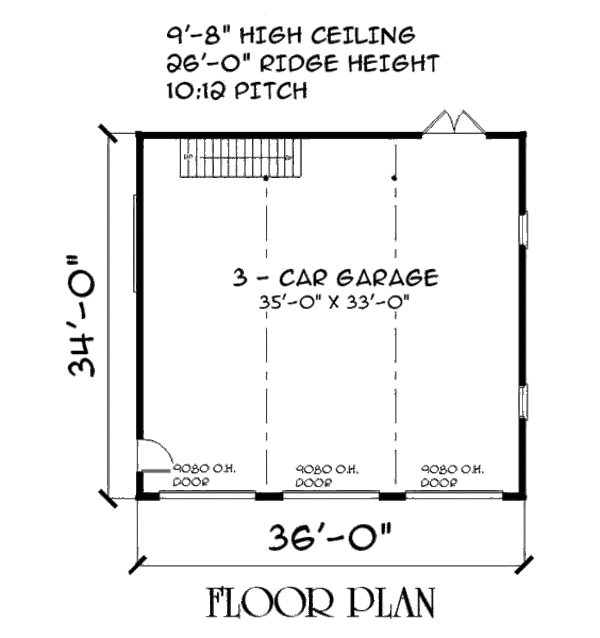 9'-8" HIGH CEILING
26'-0" RIDGE HEIGHT
10:12 PITCH
UP
34'-0"
3 - CAR GARAGE
35'-0" X 33'-0"
9080 O.H.
DOOR
9080 O.H.
DOOR
9080 O.H.
DOOR
36'-0"
FLOOR PLAN